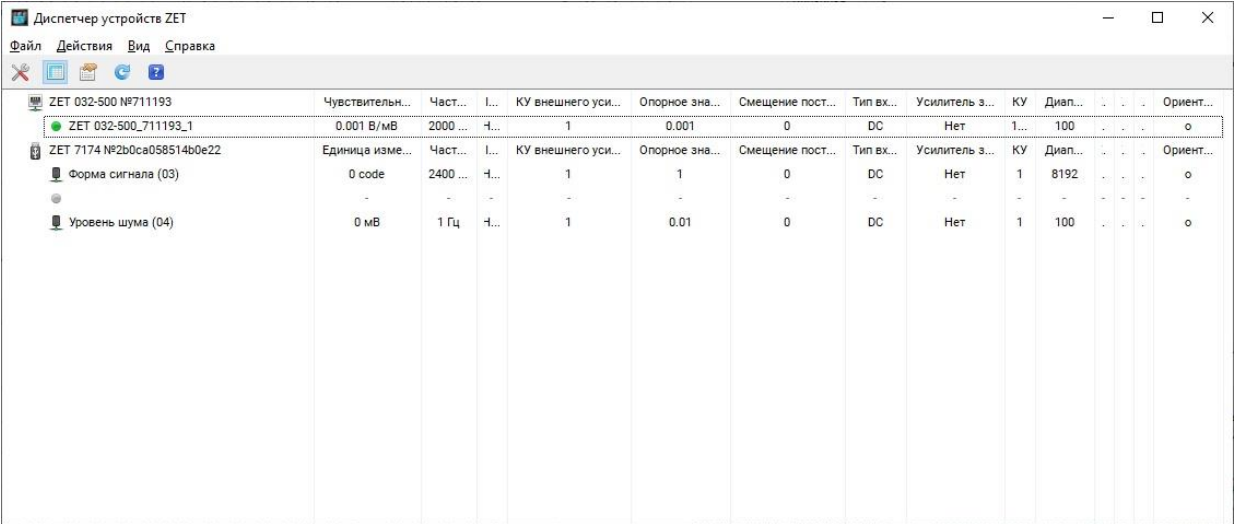 Диспетчер устройств ZET
Файл Действия Вид Справка
ZET 032-500 №711193 Чувствительн... Част... I... КУ внешнего уси... Опорное зна... Смещение пост... Тип вх... Усилитель з... КУ Диап... . . . Ориент...
ZET 032-500_711193_1 0.001 В/мВ 2000 ... Н... 1 0.001 0 DC Нет 1... 100 . . . о
ZET 7174 №2b0ca058514b0e22 Единица изме... Част... I... КУ внешнего уси... Опорное зна... Смещение пост... Тип вх... Усилитель з... КУ Диап... . . . Ориент...
Форма сигнала (03) 0 code 2400 ... Н... 1 1 0 DC Нет 1 8192 . . . о
- - - - - - - - - - - - - -
Уровень шума (04) 0 мВ 1 Гц Н... 1 0.01 0 DC Нет 1 100 . . . о